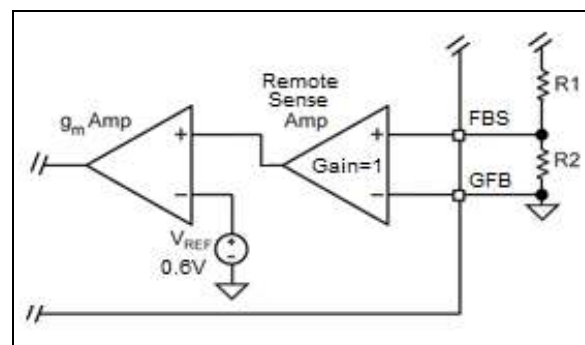 Remote
Sense
Amp
gm Amp
FBS
R1
+
+
Gain=1
R2
GFB
−
−
VREF
0.6V
+
−